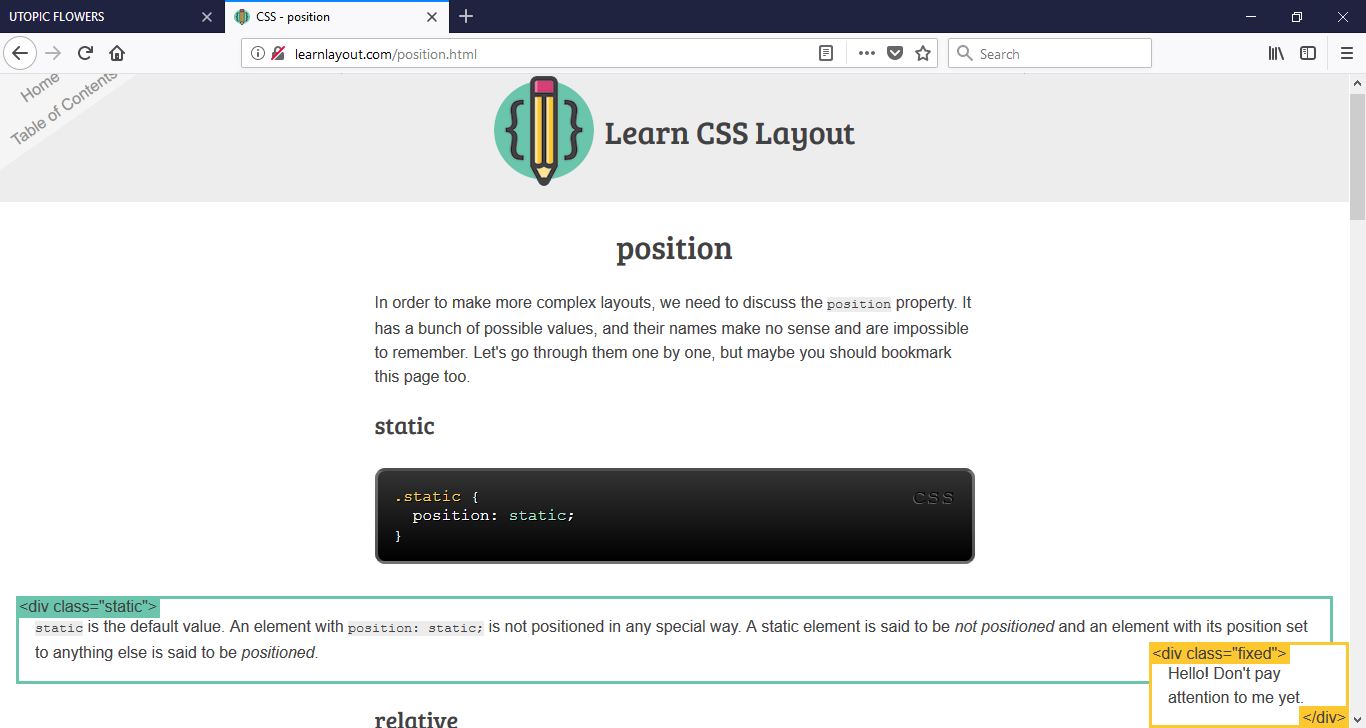 UTOPIC FLOWERS
CSS - position
learnlayout.com/position.html
Search
Home
Table of Contents
Learn CSS Layout
position
In order to make more complex layouts, we need to discuss the position property. It
has a bunch of possible values, and their names make no sense and are impossible
to remember. Let's go through them one by one, but maybe you should bookmark
this page too.
static
CSS
.static {
  position: static;
}
<div class="static">
static is the default value. An element with position: static; is not positioned in any special way. A static element is said to be not positioned and an element with its position set
to anything else is said to be positioned.
<div class="fixed">
Hello! Don't pay
attention to me yet.
</div>
relative